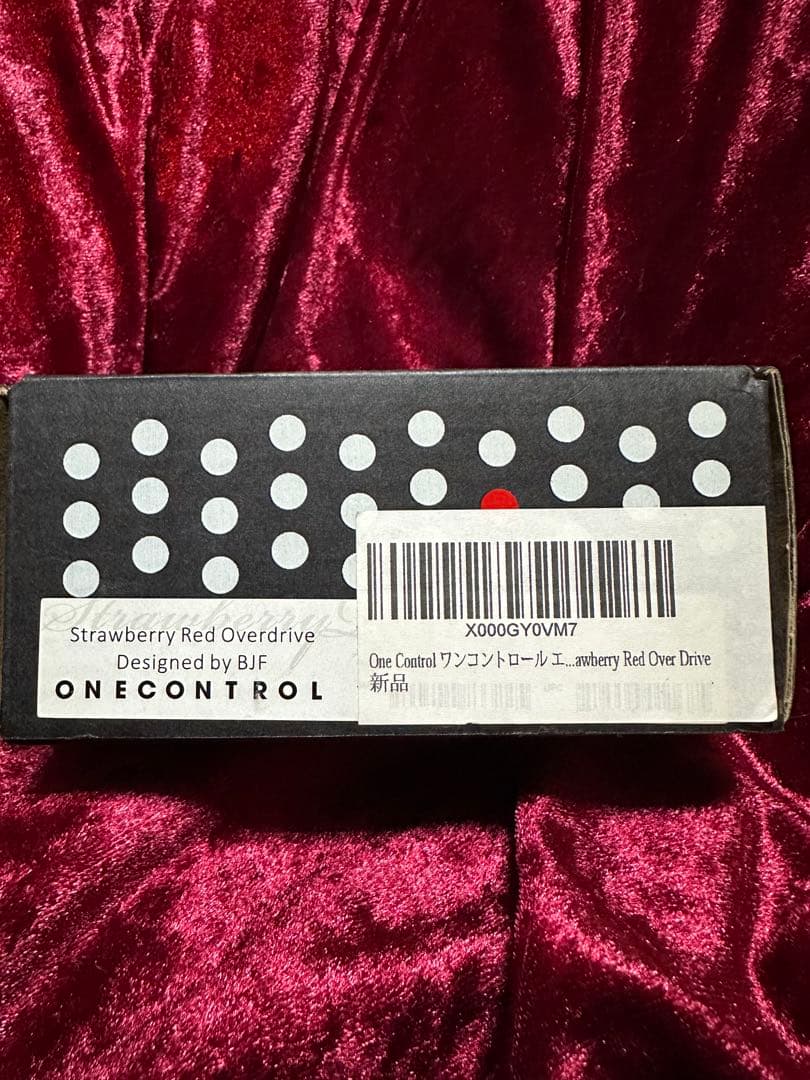 Strawberry
Strawberry Red Overdrive
Designed by BJF
ONECONTROL
X000GY0VM7
One Control ワンコントロール エ...awberry Red Over Drive
新品